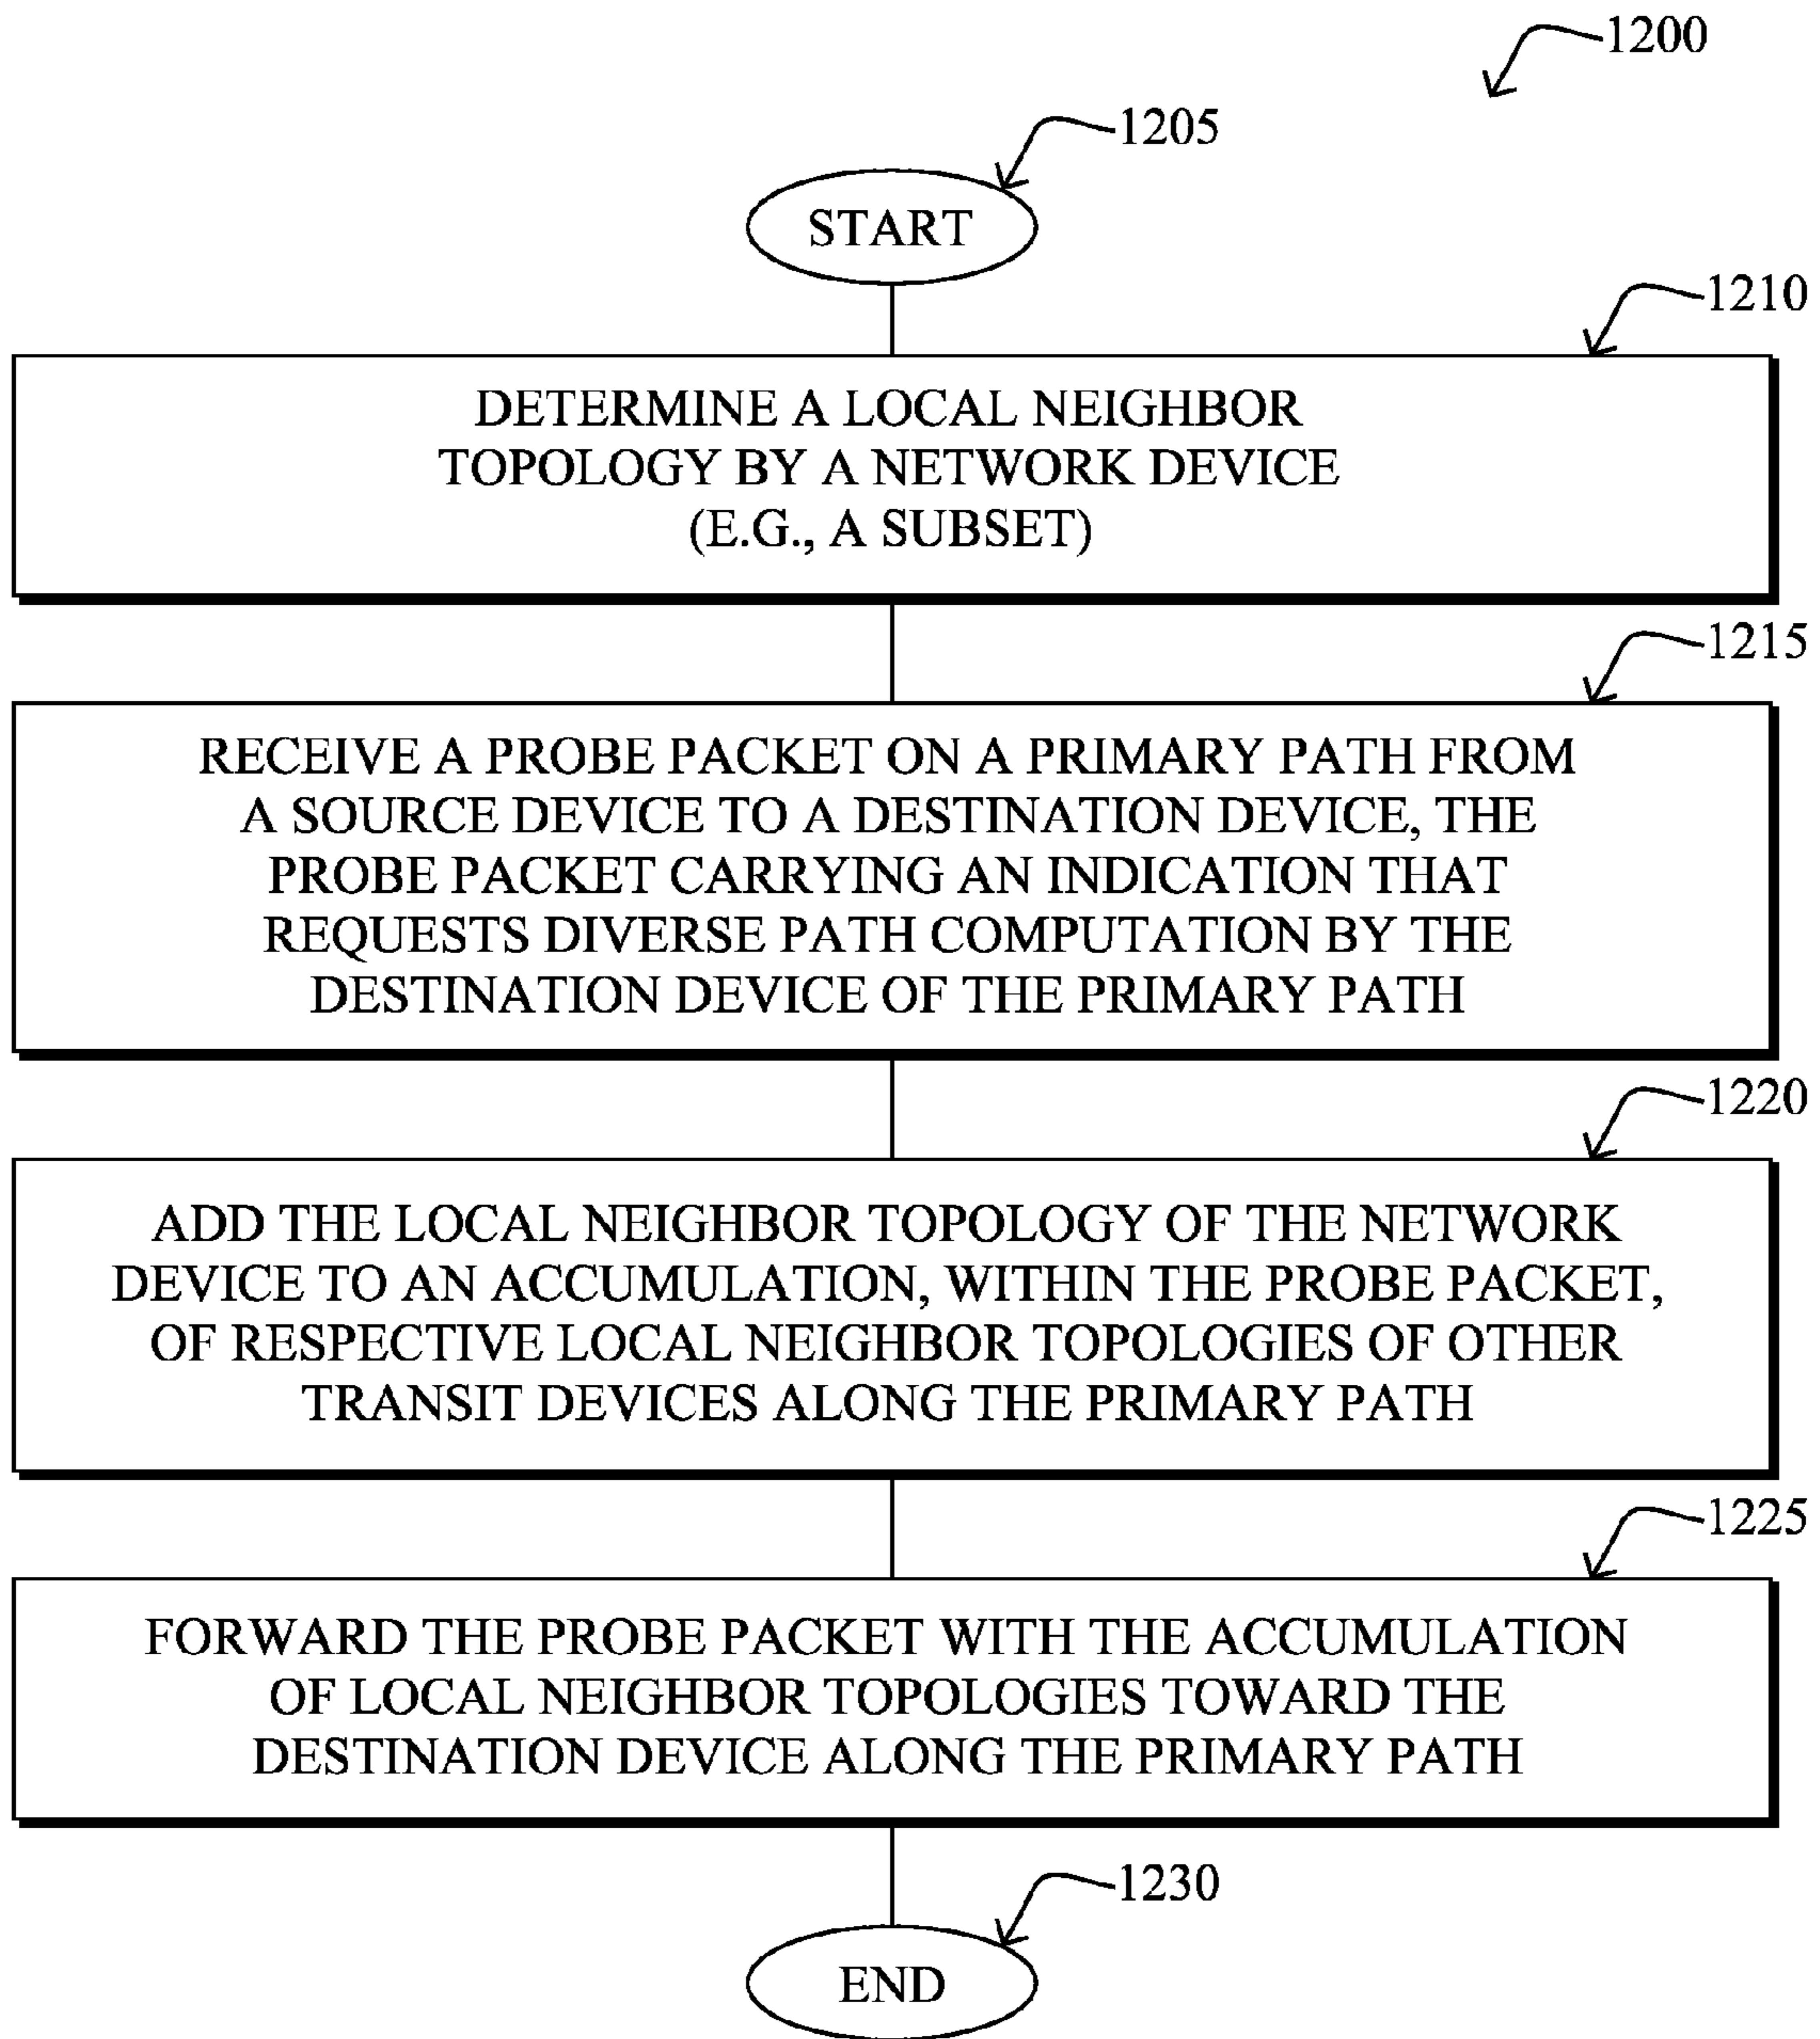 1200
1205
START
1210
DETERMINE A LOCAL NEIGHBOR
TOPOLOGY BY A NETWORK DEVICE
(E.G., A SUBSET)
1215
RECEIVE A PROBE PACKET ON A PRIMARY PATH FROM
A SOURCE DEVICE TO A DESTINATION DEVICE, THE
PROBE PACKET CARRYING AN INDICATION THAT
REQUESTS DIVERSE PATH COMPUTATION BY THE
DESTINATION DEVICE OF THE PRIMARY PATH
1220
ADD THE LOCAL NEIGHBOR TOPOLOGY OF THE NETWORK
DEVICE TO AN ACCUMULATION, WITHIN THE PROBE PACKET,
OF RESPECTIVE LOCAL NEIGHBOR TOPOLOGIES OF OTHER
TRANSIT DEVICES ALONG THE PRIMARY PATH
1225
FORWARD THE PROBE PACKET WITH THE ACCUMULATION
OF LOCAL NEIGHBOR TOPOLOGIES TOWARD THE
DESTINATION DEVICE ALONG THE PRIMARY PATH
1230
END